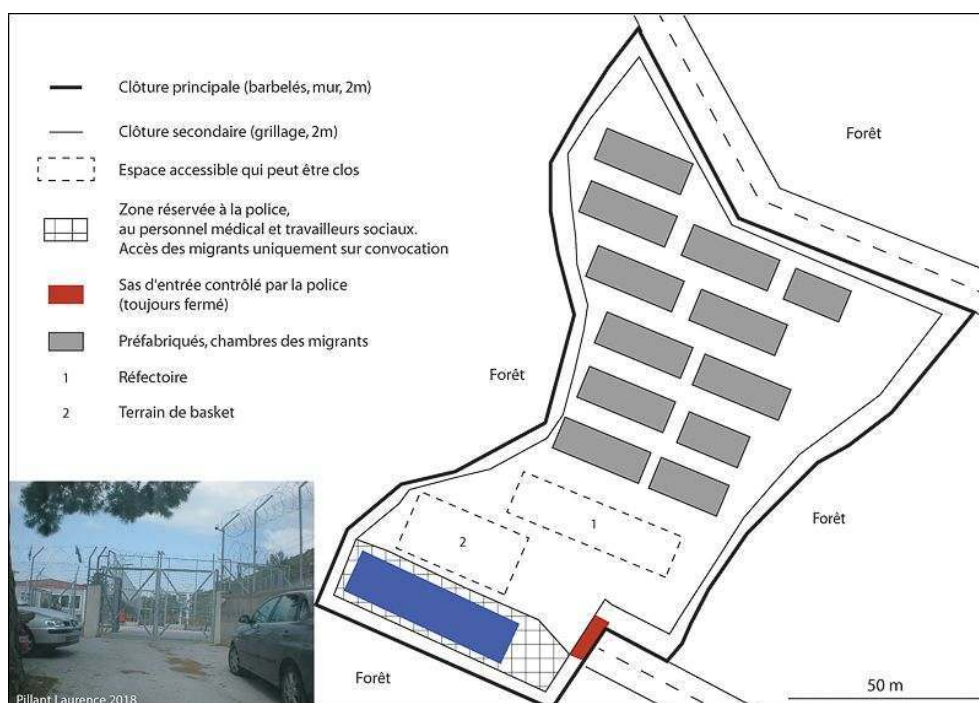 Clôture principale (barbelés, mur, 2m)
Clôture secondaire (grillage, 2m)
Espace accessible qui peut être clos
Zone réservée à la police,
au personnel médical et travailleurs sociaux.
Accès des migrants uniquement sur convocation
Sas d'entrée contrôlé par la police
(toujours fermé)
Préfabriqués, chambres des migrants
1 Réfectoire
2 Terrain de basket
Forêt
Forêt
Forêt
Forêt
1
2
50 m
Pillant Laurence 2018